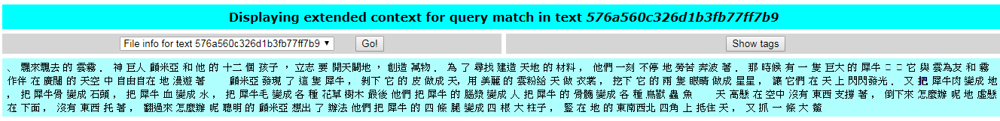 Displaying extended context for query match in text 576a560c326d1b3fb77ff7b9
File info for text 576a560c326d1b3fb77ff7b9 Go! Show tags
、 飄來飄去 的 雲霧 . 神 巨人 顧米亞 和 他 的 十二 個 孩子 , 立志 要 開天闢地 , 創造 萬物 . 為 了 尋找 建造 天地 的 材料 , 他們 一刻 不停 地 勞苦 奔波 著 . 那 時候 有 一 隻 巨大 的 犀牛 □ □ 它 與 雲為友 和 霧
作伴 在 廣闊 的 天空 中 自由自在 地 漫遊 著 顧米亞 發現 了 這 隻 犀牛 , 剝下 它 的 皮 做成 天, 用 美麗 的 雲粉給 天 做 衣裳 , 挖下 它 的 兩 隻 眼睛 做成 星星 , 讓 它們 在 天 上 閃閃發光 . 又 把 犀牛肉 變成 地
, 把 犀牛骨 變成 石頭 , 把 犀牛 血 變成 水 , 把 犀牛毛 變成 各 種 花草 樹木 最後 他們 把 犀牛 的 腦漿 變成 人 把 犀牛 的 骨髓 變成 各 種 鳥獸 蟲 魚 天 高懸 在 空中 沒有 東西 支撐 著 , 倒下來 怎麼辦 呢 地 虛懸
在 下面 , 沒有 東西 托 著 , 翻過來 怎麼辦 呢 聰明的 顧米亞 想出 了 辦法 他們 把 犀牛 的 四 條 腿 變成 四 根 大 柱子 , 豎 在 地 的 東南西北 四角 上 抵住 天 , 又 抓 一 條 大 鰲